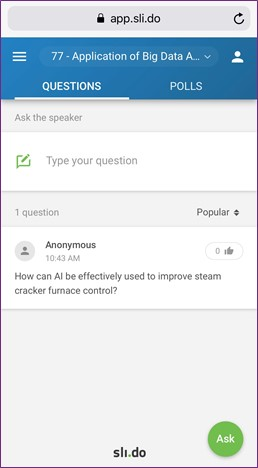 app.sli.do
77 - Application of Big Data A...
QUESTIONS POLLS
Ask the speaker
Type your question
1 question Popular
Anonymous
10:43 AM
0
How can AI be effectively used to improve steam
cracker furnace control?
Ask
sli.do